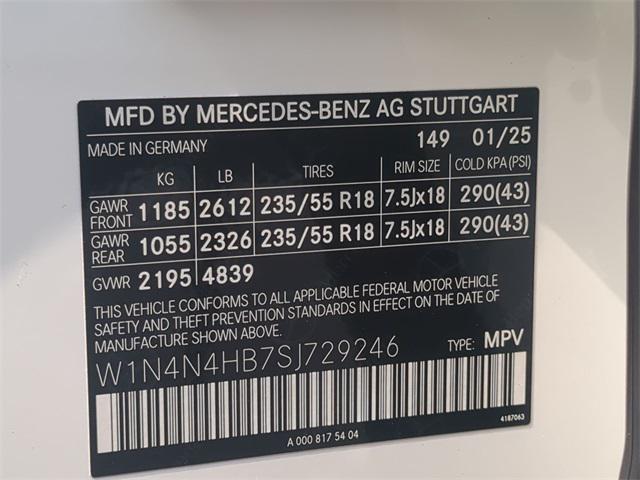 MFD BY MERCEDES-BENZ AG STUTTGART
MADE IN GERMANY 149 01/25
KG LB TIRES RIM SIZE COLD KPA (PSI)
GAWR FRONT 1185 2612 235/55 R18 7.5Jx18 290(43)
GAWR REAR 1055 2326 235/55 R18 7.5Jx18 290(43)
GVWR 2195 4839
THIS VEHICLE CONFORMS TO ALL APPLICABLE FEDERAL MOTOR VEHICLE
SAFETY AND THEFT PREVENTION STANDARDS IN EFFECT ON THE DATE OF
MANUFACTURE SHOWN ABOVE.
W1N4N4HB7SJ729246 TYPE: MPV
A 000 817 54 04 4187063